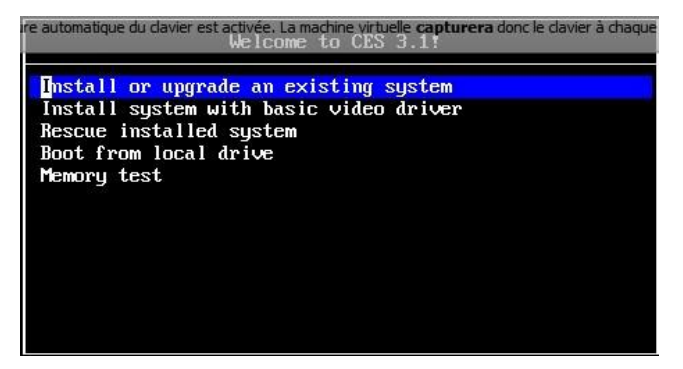 re automatique du clavier est activée. La machine virtuelle capturera donc le clavier à chaque
Welcome to CES 3.1!
Install or upgrade an existing system
Install system with basic video driver
Rescue installed system
Boot from local drive
Memory test